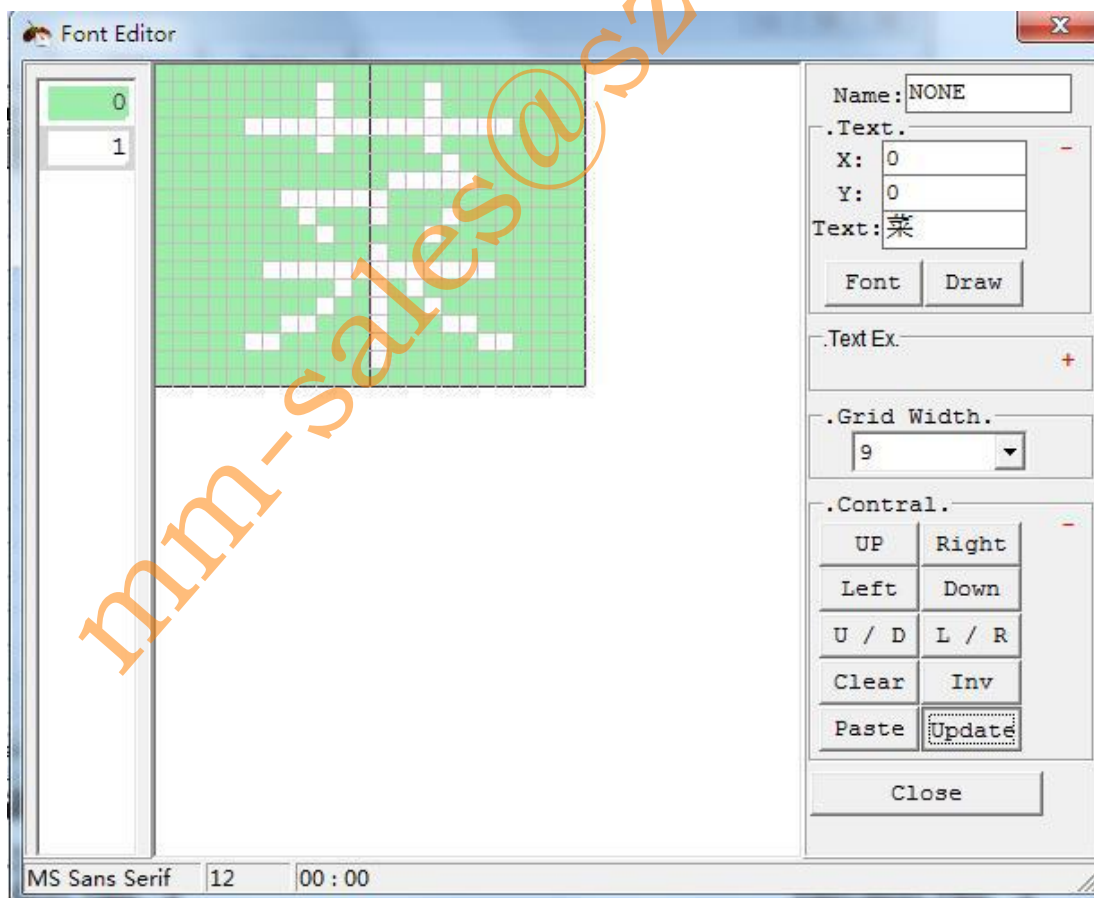 Font Editor
X
0
1
Name: NONE
.Text.
-
X: 0
Y: 0
Text: 菜
Font Draw
.Text Ex.
+
.Grid Width.
9
.Contral.
-
UP Right
Left Down
U / D L / R
Clear Inv
Paste Update
Close
MS Sans Serif 12 00 : 00
菜
mm-sales@sz